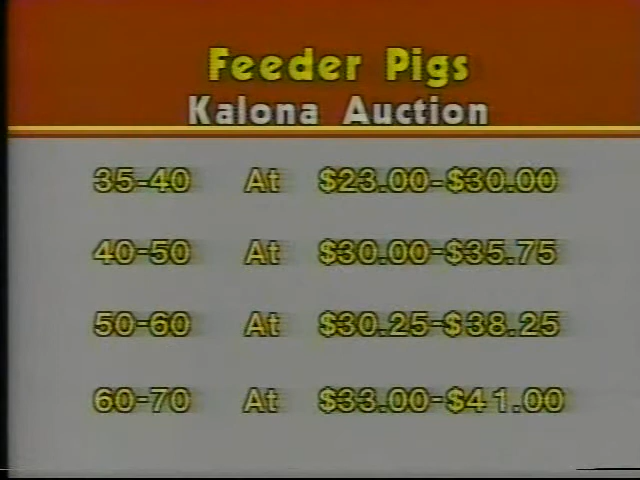 Feeder Pigs
Kalona Auction
35-40 At $23.00-$30.00
40-50 At $30.00-$35.75
50-60 At $30.25-$38.25
60-70 At $33.00-$41.00